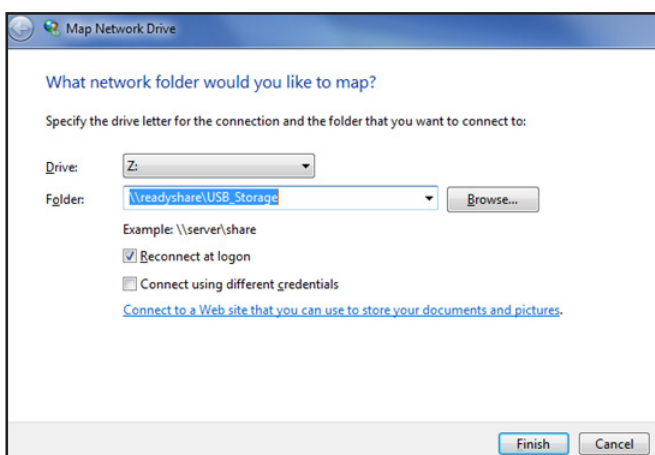 Map Network Drive
What network folder would you like to map?
Specify the drive letter for the connection and the folder that you want to connect to:
Drive: Z:
Folder: \\readyshare\USB_Storage Browse...
Example: \\server\share
Reconnect at logon
Connect using different credentials
Connect to a Web site that you can use to store your documents and pictures.
Finish Cancel